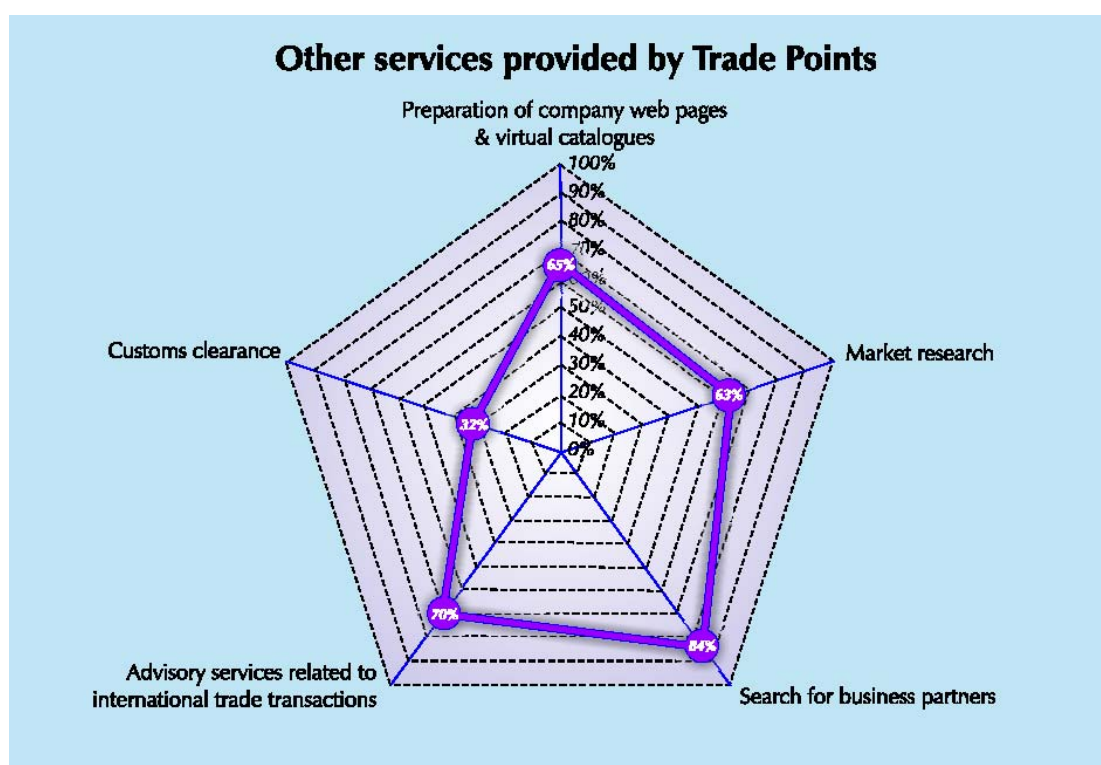 Other services provided by Trade Points
Preparation of company web pages
& virtual catalogues
100%
90%
80%
70%
65%
60%
50%
40%
30%
20%
10%
0%
Customs clearance
Market research
63%
32%
70%
84%
Advisory services related to
international trade transactions
Search for business partners